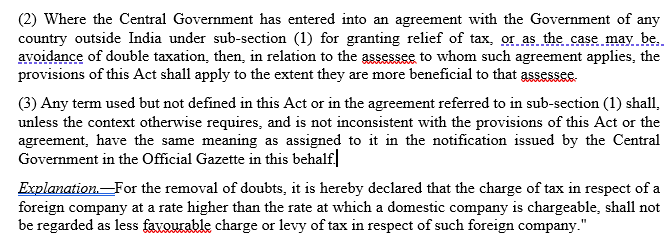 (2) Where the Central Government has entered into an agreement with the Government of any
country outside India under sub-section (1) for granting relief of tax, or as the case may be,
avoidance of double taxation, then, in relation to the assessee to whom such agreement applies, the
provisions of this Act shall apply to the extent they are more beneficial to that assessee.
(3) Any term used but not defined in this Act or in the agreement referred to in sub-section (1) shall,
unless the context otherwise requires, and is not inconsistent with the provisions of this Act or the
agreement, have the same meaning as assigned to it in the notification issued by the Central
Government in the Official Gazette in this behalf.
Explanation.—For the removal of doubts, it is hereby declared that the charge of tax in respect of a
foreign company at a rate higher than the rate at which a domestic company is chargeable, shall not
be regarded as less favourable charge or levy of tax in respect of such foreign company."